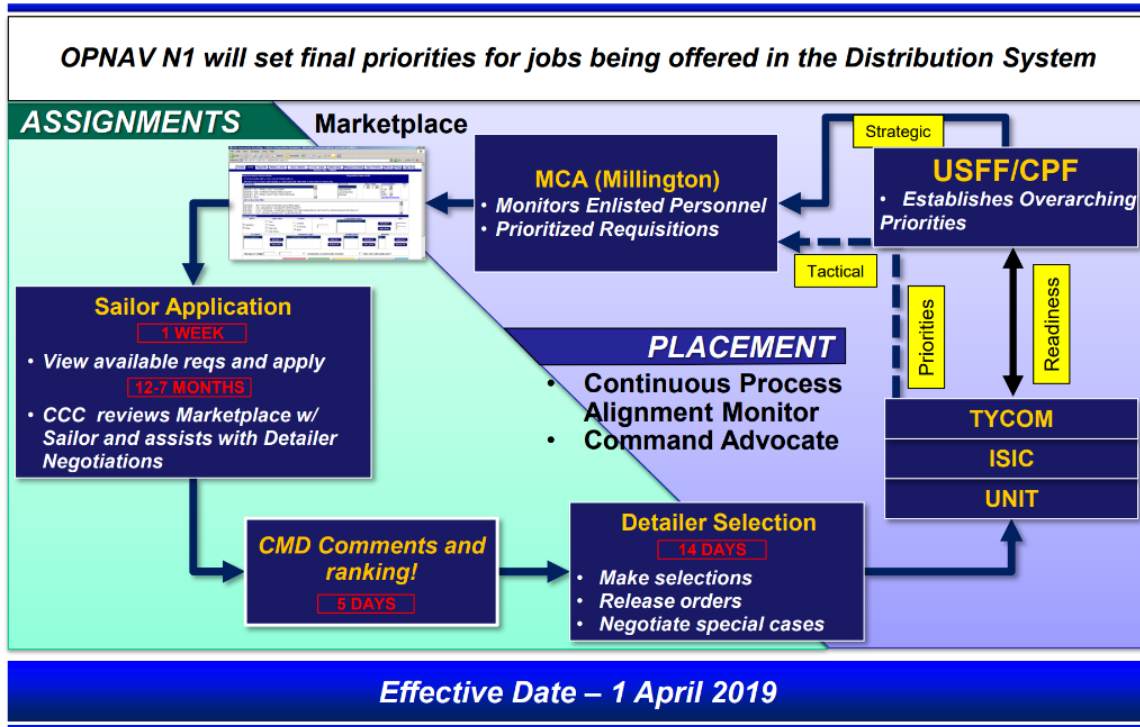 OPNAV N1 will set final priorities for jobs being offered in the Distribution System
ASSIGNMENTS
Marketplace
MCA (Millington)
• Monitors Enlisted Personnel
• Prioritized Requisitions
Strategic
USFF/CPF
• Establishes Overarching
Priorities
Tactical
Priorities
Readiness
Sailor Application
1 WEEK
• View available reqs and apply
12-7 MONTHS
• CCC reviews Marketplace w/
Sailor and assists with Detailer
Negotiations
PLACEMENT
• Continuous Process
Alignment Monitor
• Command Advocate
TYCOM
ISIC
UNIT
CMD Comments and
ranking!
5 DAYS
Detailer Selection
14 DAYS
• Make selections
• Release orders
• Negotiate special cases
Effective Date – 1 April 2019